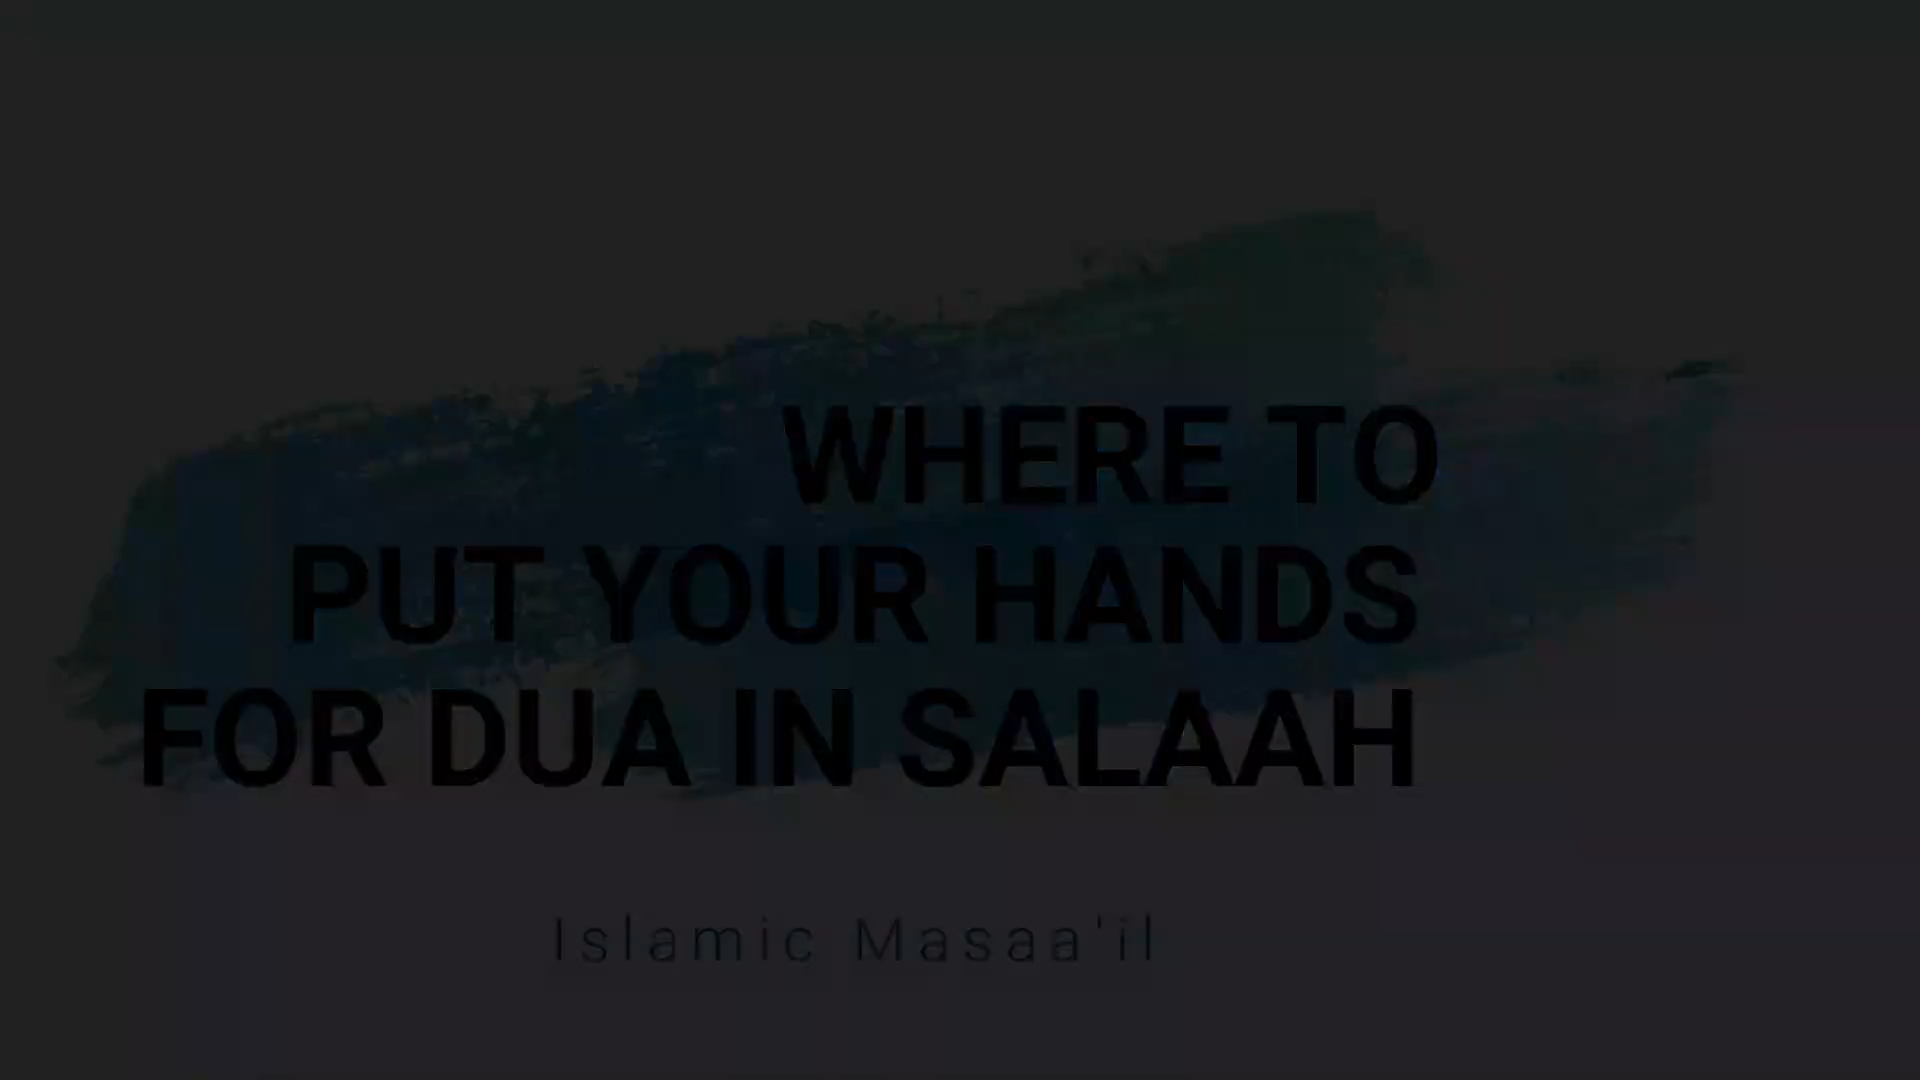 WHERE TO
PUT YOUR HANDS
FOR DUA IN SALAAH
Islamic Masaa'il